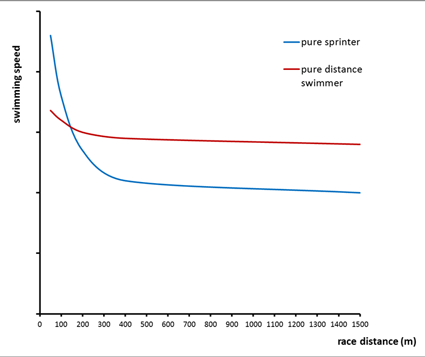 swimming speed
pure sprinter
pure distance
swimmer
0 100 200 300 400 500 600 700 800 900 1000 1100 1200 1300 1400 1500
race distance (m)